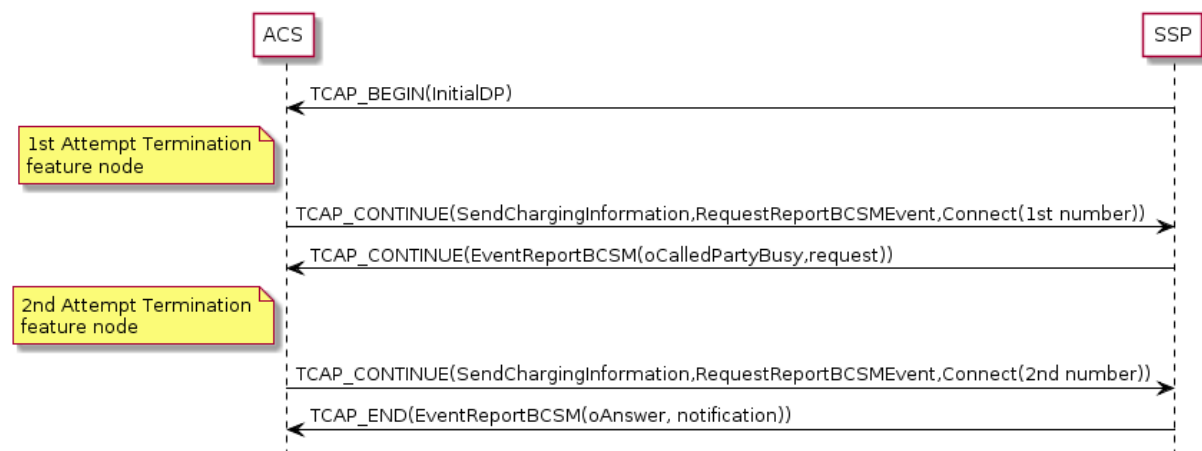 ACS
SSP
TCAP_BEGIN(InitialDP)
1st Attempt Termination
feature node
TCAP_CONTINUE(SendChargingInformation,RequestReportBCSMEvent,Connect(1st number))
TCAP_CONTINUE(EventReportBCSM(oCalledPartyBusy,request))
2nd Attempt Termination
feature node
TCAP_CONTINUE(SendChargingInformation,RequestReportBCSMEvent,Connect(2nd number))
TCAP_END(EventReportBCSM(oAnswer, notification))